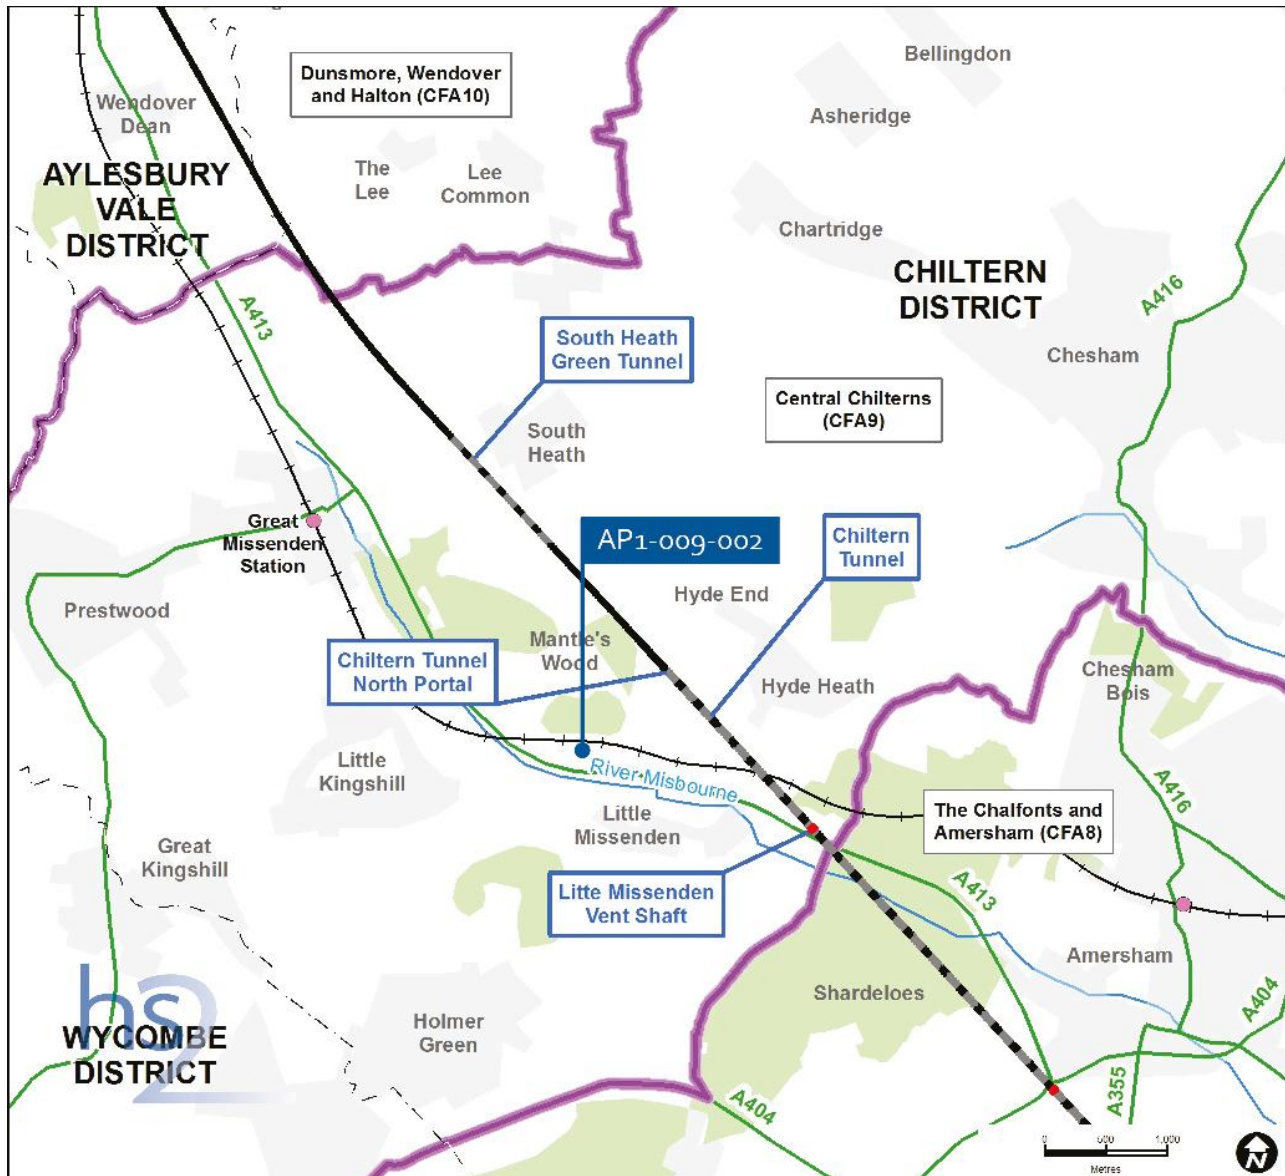 Bellingdon
Dunsmore, Wendover
and Halton (CFA10)
Wendover
Dean
Asheridge
The
Lee
Lee
Common
AYLESBURY
VALE
DISTRICT
Chartridge
CHILTERN
DISTRICT
A416
A413
South Heath
Green Tunnel
Chesham
Central Chilterns
(CFA9)
South
Heath
Great
Missenden
Station
AP1-009-002
Chiltern
Tunnel
Prestwood
Hyde End
Mantle's
Wood
Chiltern Tunnel
North Portal
Hyde Heath
Chesham
Bois
Little
Kingshill
River Misbourne
A416
Little
Missenden
The Chalfonts and
Amersham (CFA8)
Great
Kingshill
Litte Missenden
Vent Shaft
A413
Amersham
Shardeloes
hs2
WYCOMBE
DISTRICT
Holmer
Green
A404
A355
A404
0 500 1,000
Metres
N